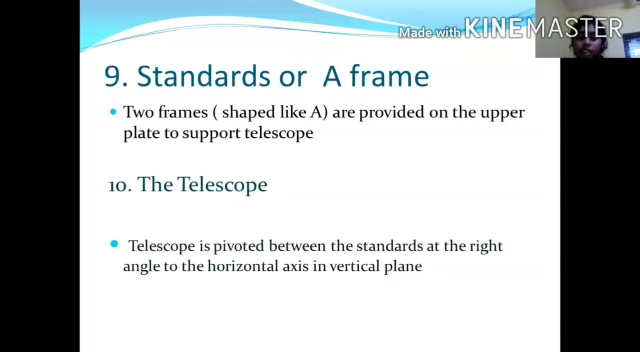 Made with KINEMASTER
9. Standards or A frame
• Two frames ( shaped like A) are provided on the upper
plate to support telescope
10. The Telescope
• Telescope is pivoted between the standards at the right
angle to the horizontal axis in vertical plane